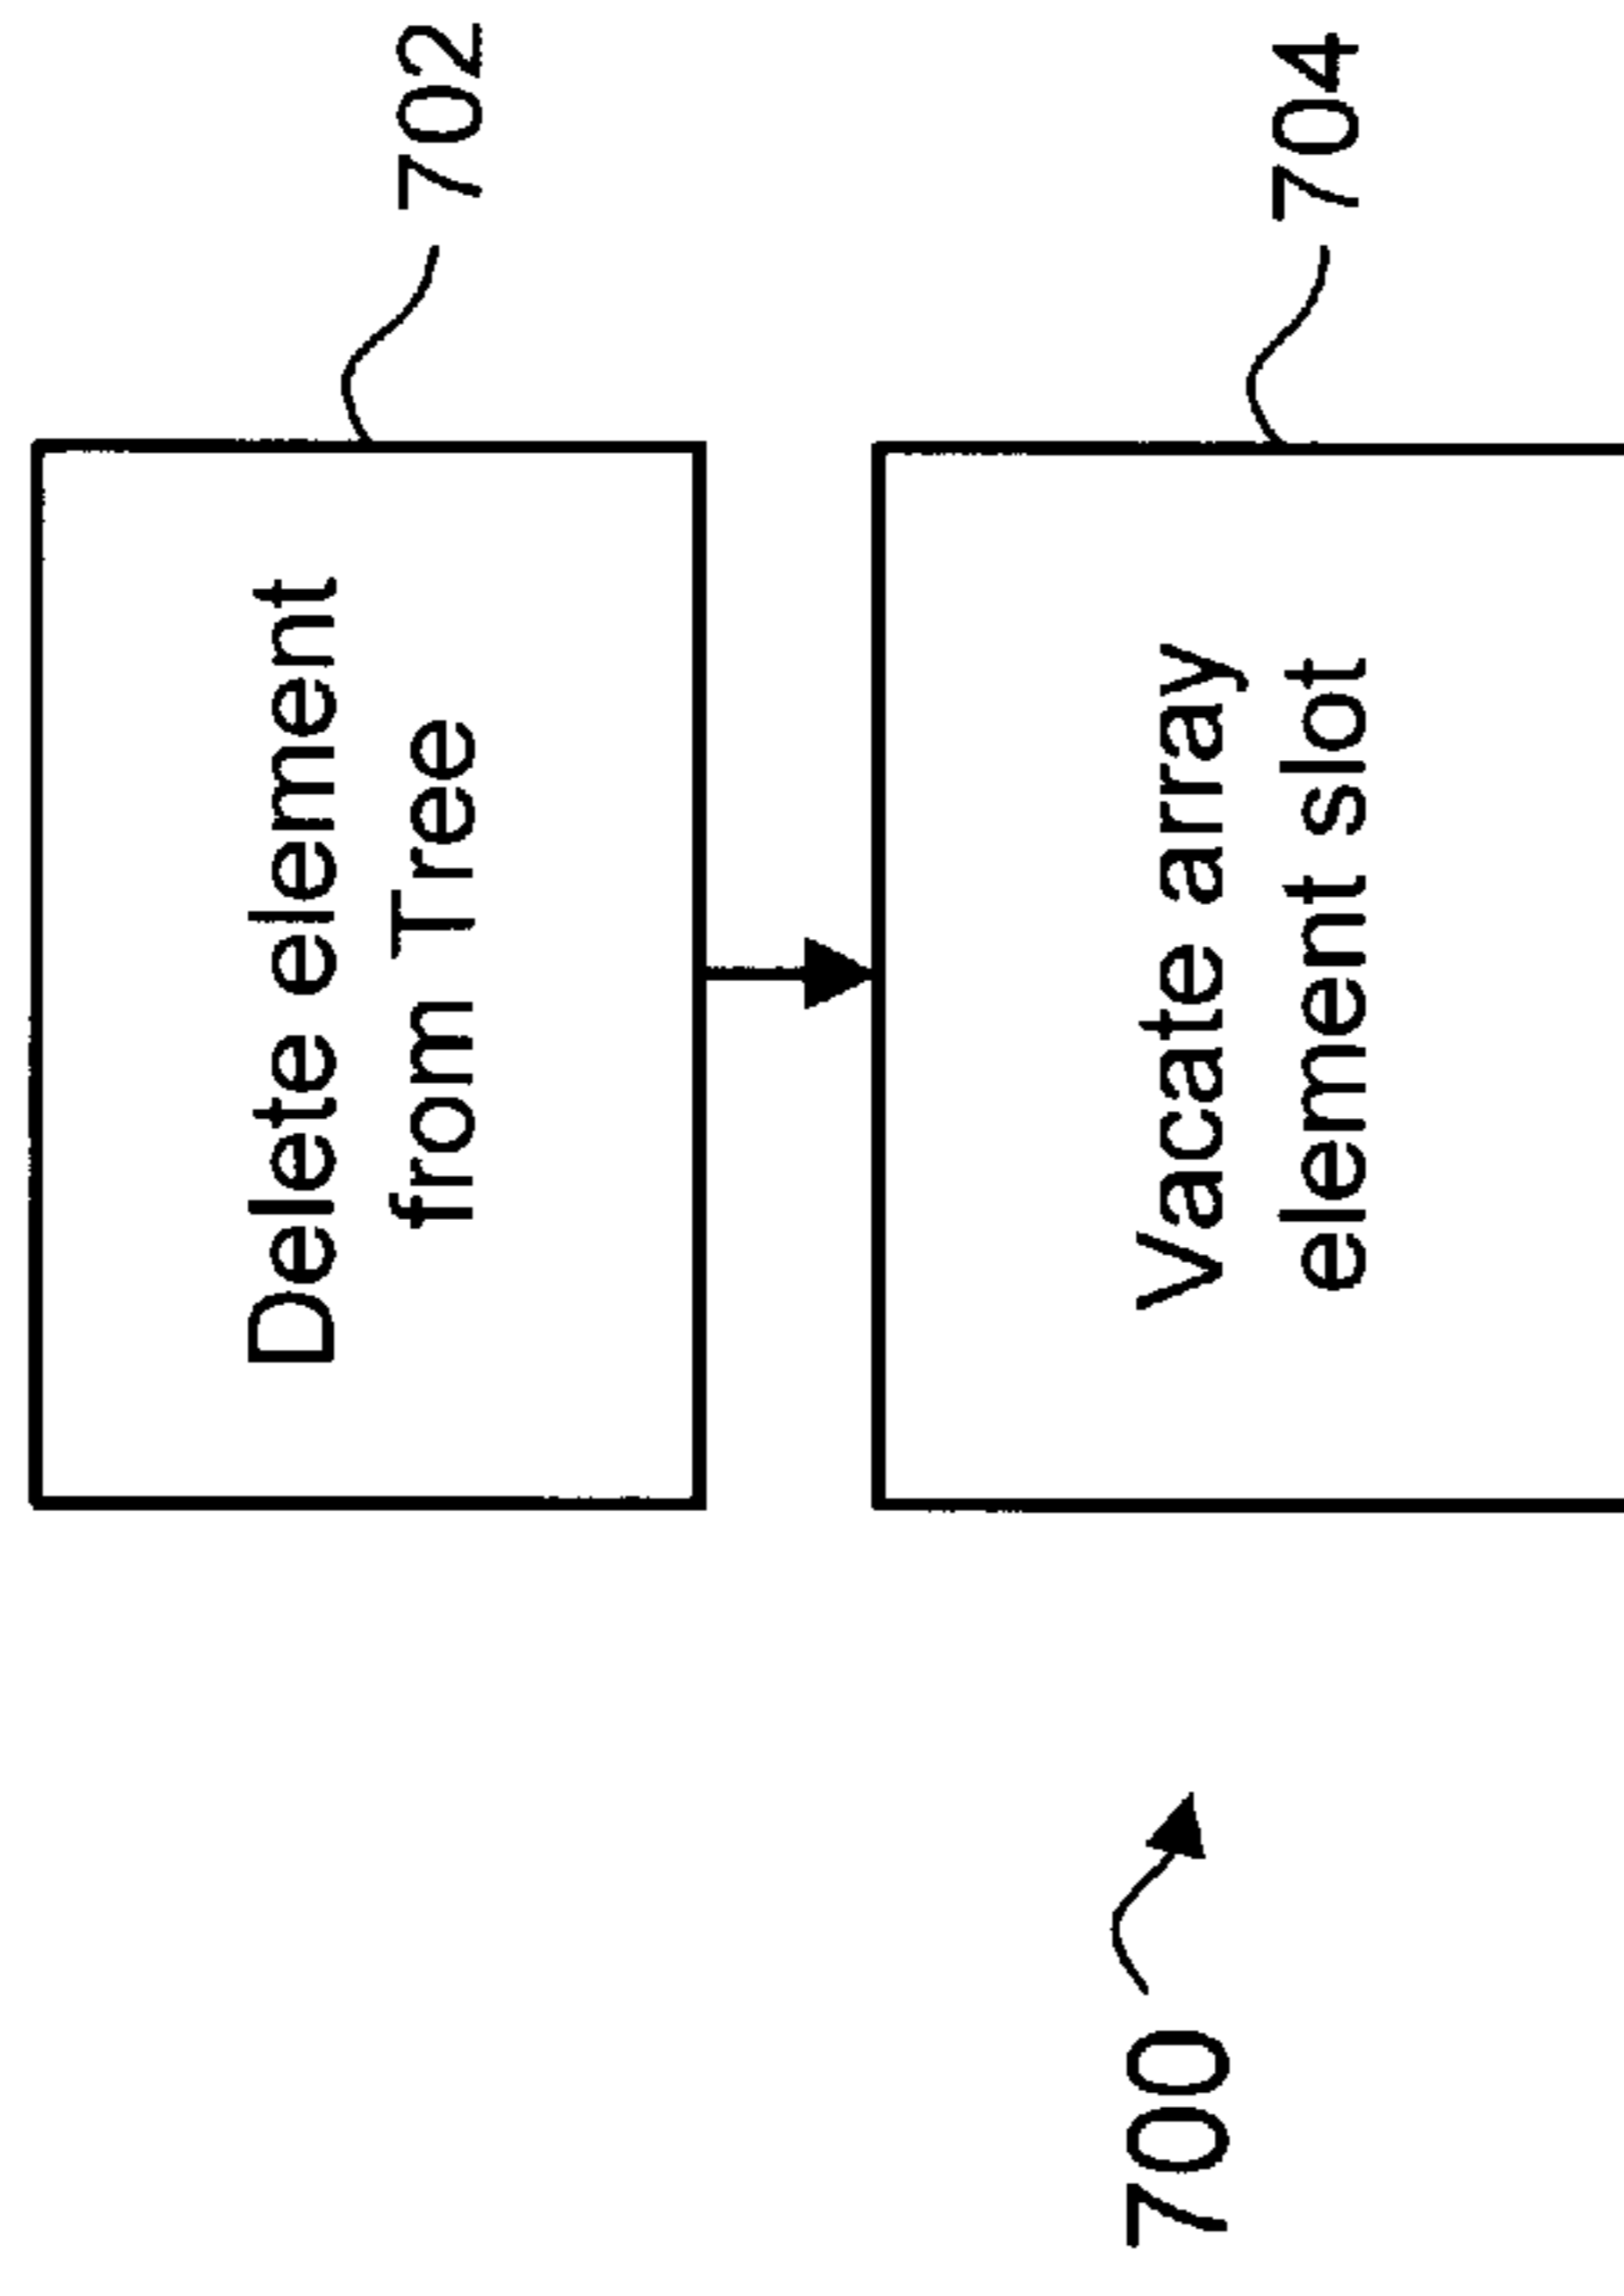 Delete element
from Tree
702
Vacate array
element slot
704
700